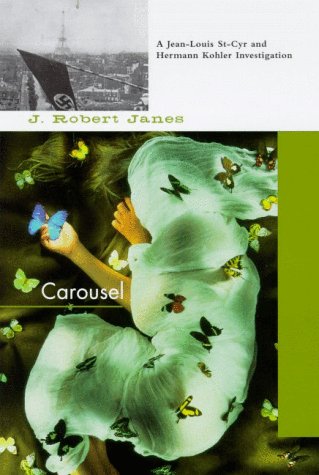 A Jean-Louis St-Cyr and
Hermann Kohler Investigation
J. Robert Janes
Carousel